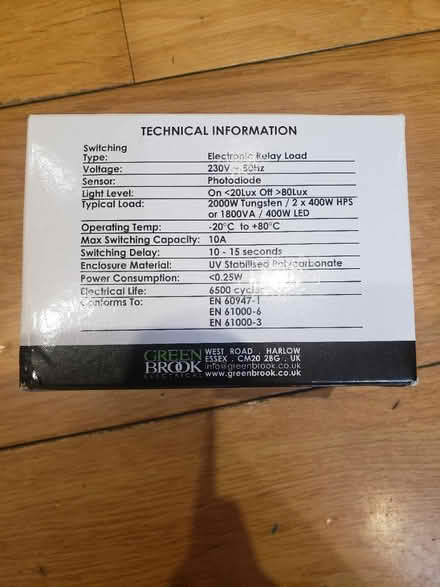 TECHNICAL INFORMATION
Switching
Type: Electronic Relay Load
Voltage: 230V ~ 50Hz
Sensor: Photodiode
Light Level: On <20Lux Off >80Lux
Typical Load: 2000W Tungsten / 2 x 400W HPS
or 1800VA / 400W LED
Operating Temp: -20°C to +80°C
Max Switching Capacity: 10A
Switching Delay: 10 - 15 seconds
Enclosure Material: UV Stabilised Polycarbonate
Power Consumption: <0.25W
Electrical Life: 6500 cycles
Conforms To: EN 60947-1
EN 61000-6
EN 61000-3
GREEN BROOK ELECTRICAL
WEST ROAD . HARLOW
ESSEX . CM20 2BG . UK
info@greenbrook.co.uk
www.greenbrook.co.uk